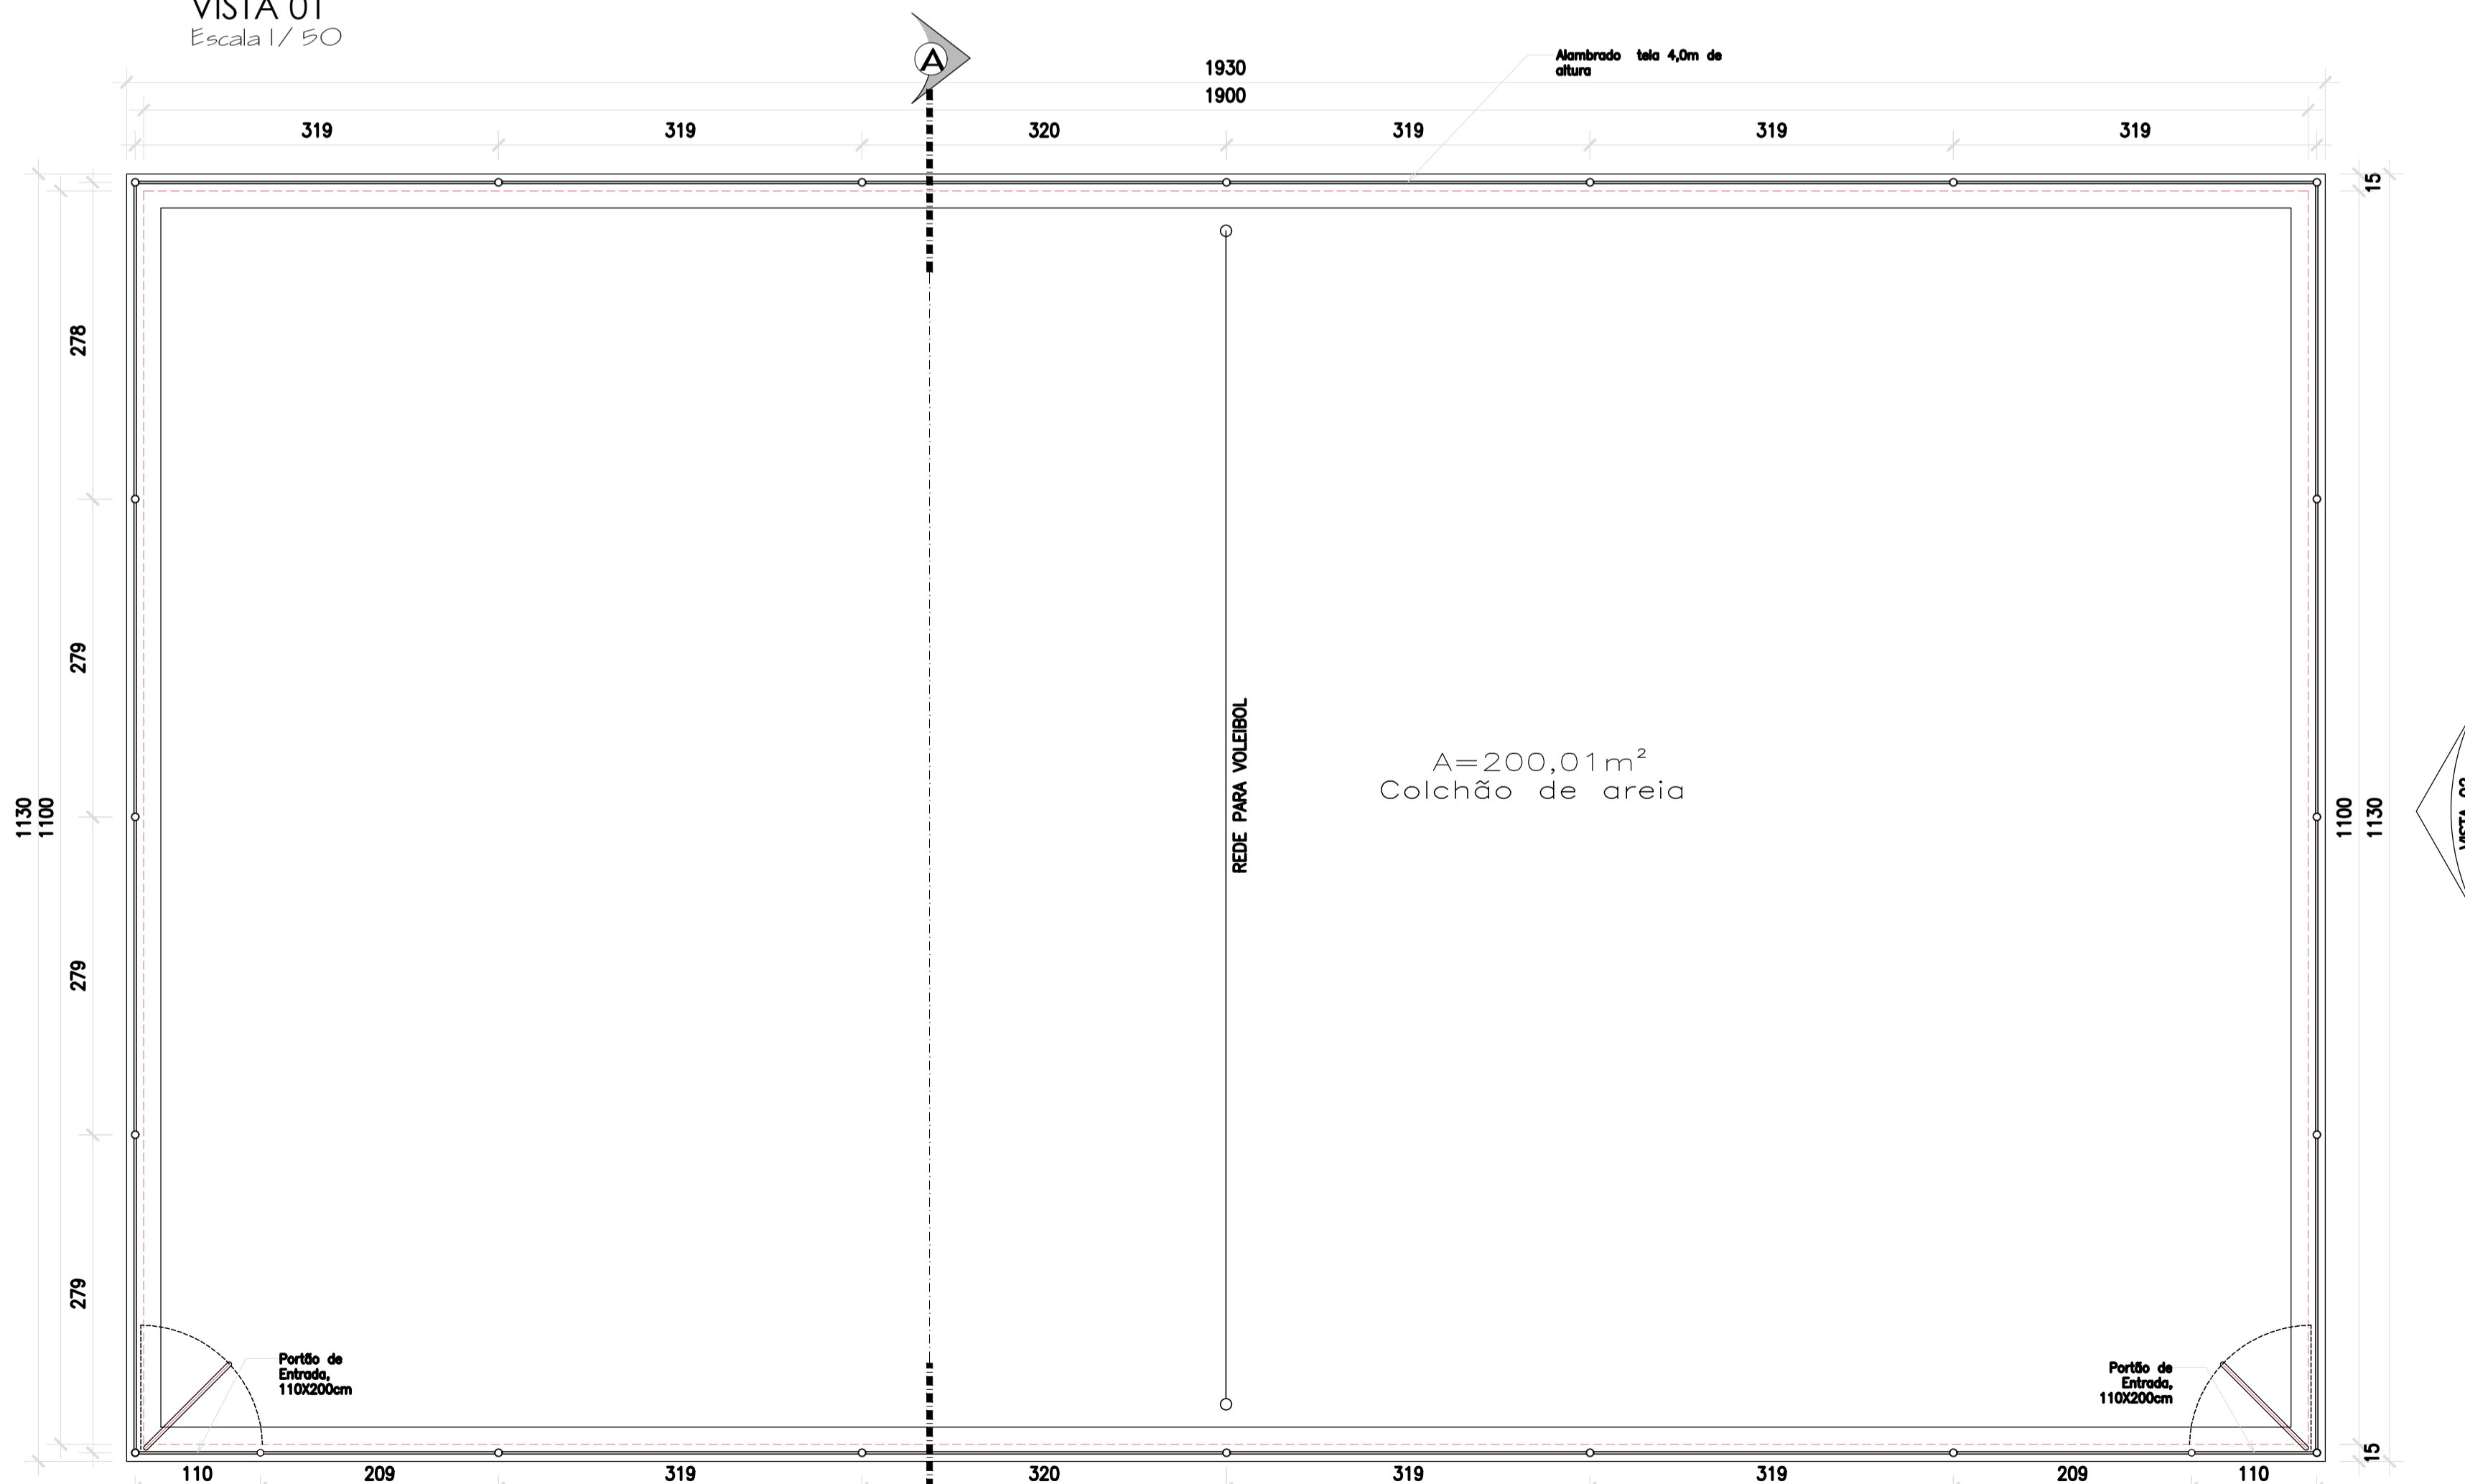 VISTA 01
Escala 1/50
A
1930
1900
Alambrado tela 4,0m de
altura
319
319
320
319
319
319
15
278
279
279
279
1130
1100
REDE PARA VOLEIBOL
A=200,01m²
Colchão de areia
1100
1130
VISTA
Portão de
Entrada,
110X200cm
Portão de
Entrada,
110X200cm
15
110
209
319
320
319
319
209
110